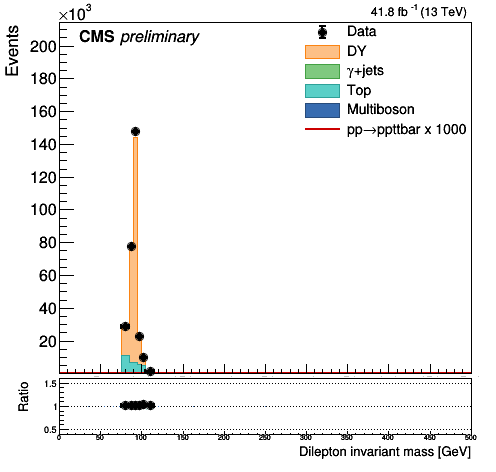 ×10³
41.8 fb⁻¹ (13 TeV)
CMS preliminary
Events
Data
DY
γ+jets
Top
Multiboson
pp→ppttbar x 1000
200
180
160
140
120
100
80
60
40
20
Ratio
1.5
1
0.5
0 50 100 150 200 250 300 350 400 450 500
Dilepton invariant mass [GeV]